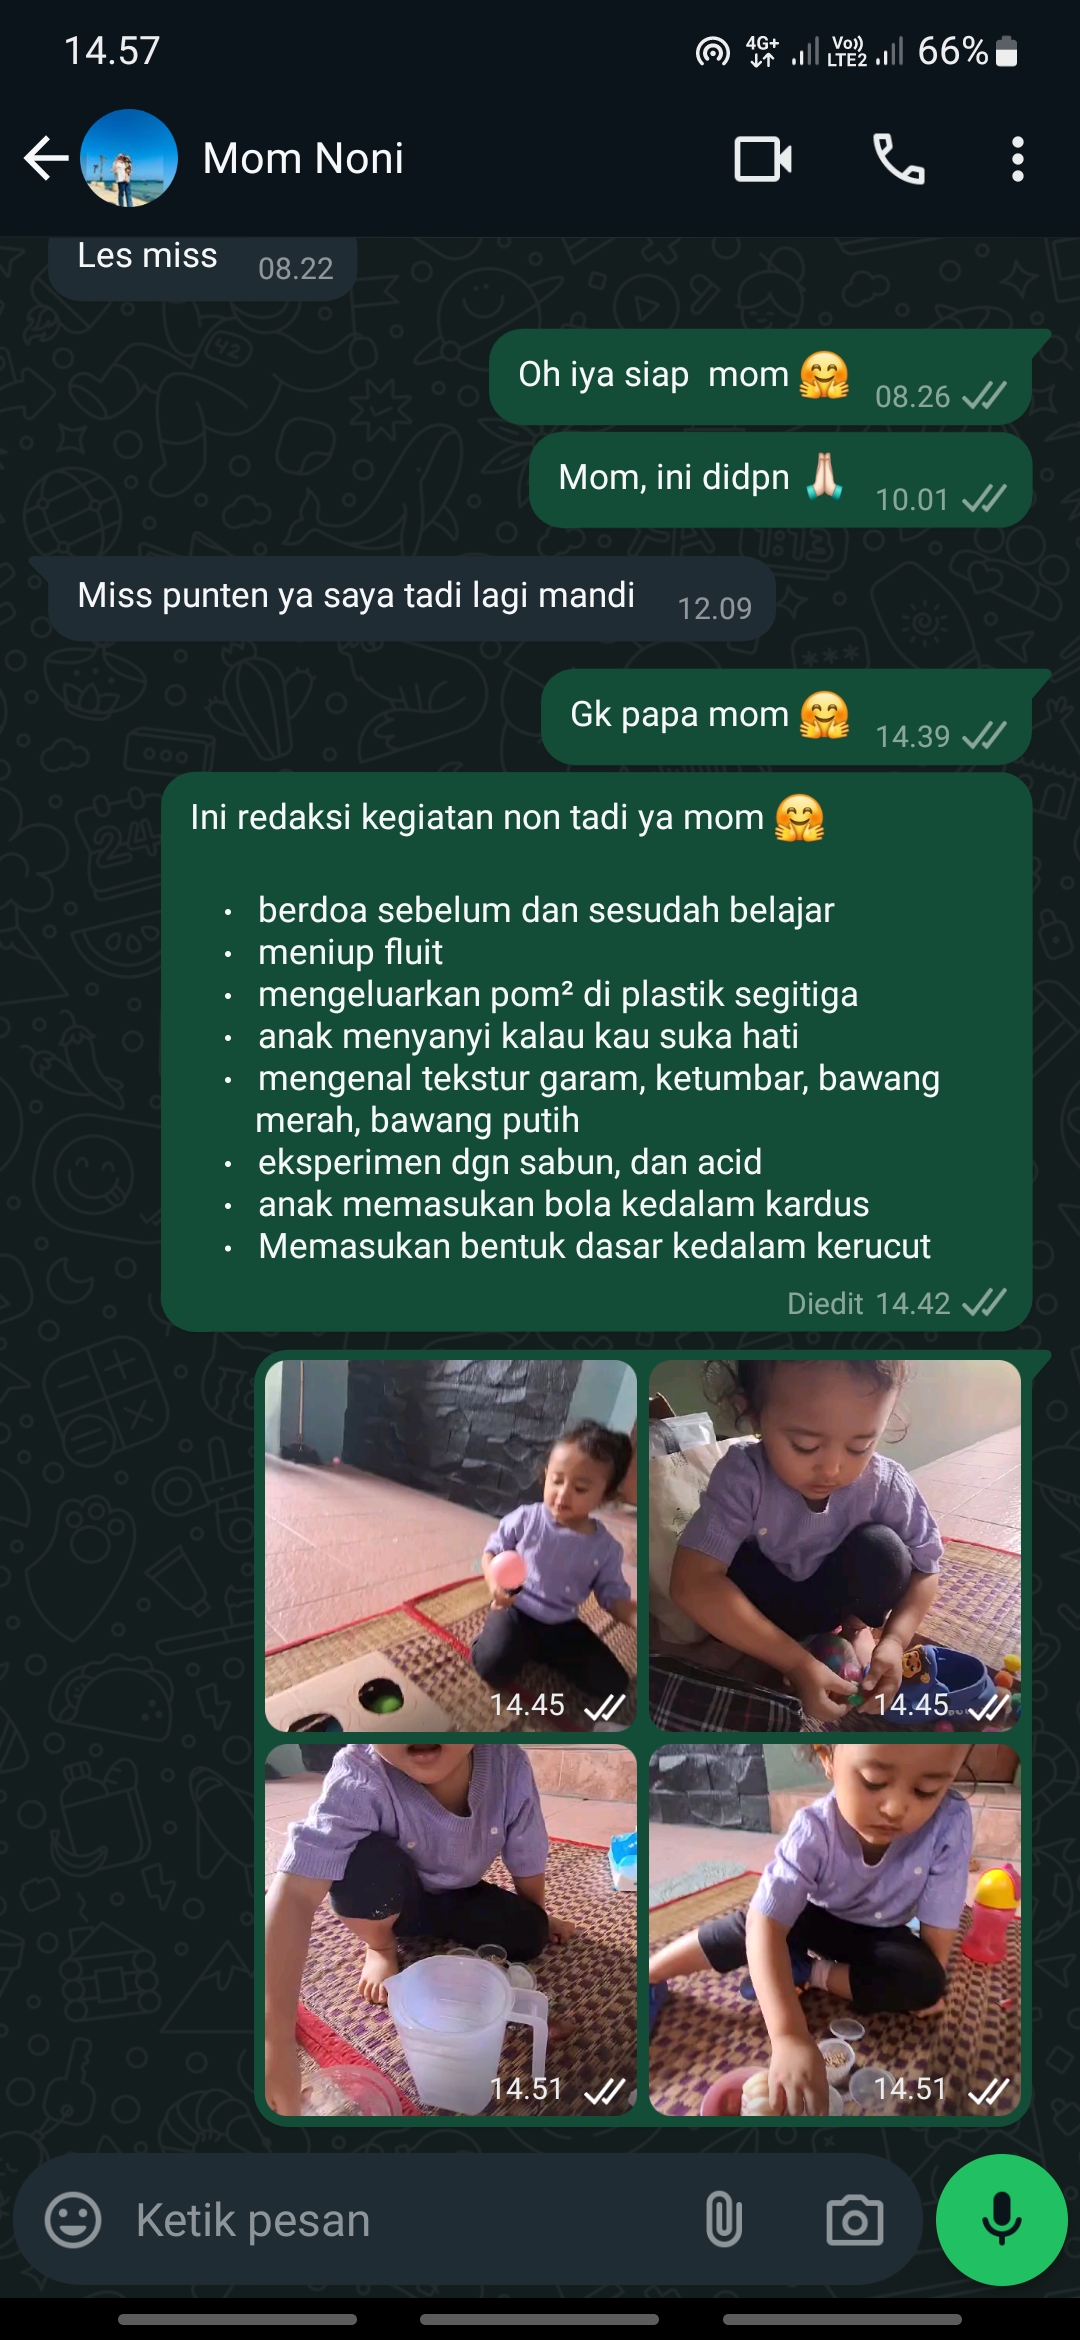 14.57
4G+
Vo))
LTE2
66%
Mom Noni
Les miss
08.22
Oh iya siap  mom 🤗
08.26
Mom, ini didpn 🙏🏻
10.01
Miss punten ya saya tadi lagi mandi
12.09
Gk papa mom 🤗
14.39
Ini redaksi kegiatan non tadi ya mom 🤗
• berdoa sebelum dan sesudah belajar
• meniup fluit
• mengeluarkan pom² di plastik segitiga
• anak menyanyi kalau kau suka hati
• mengenal tekstur garam, ketumbar, bawang
merah, bawang putih
• eksperimen dgn sabun, dan acid
• anak memasukan bola kedalam kardus
• Memasukan bentuk dasar kedalam kerucut
Diedit 14.42
14.45
14.45
14.51
14.51
Ketik pesan